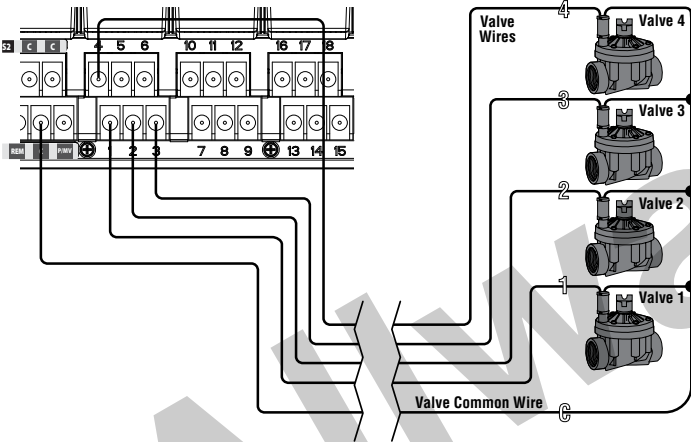 4
Valve Wires
Valve 4
S2 C C 4 5 6 10 11 12 16 17 18
3
Valve 3
REM C P/MV 1 2 3 7 8 9 13 14 15
2
Valve 2
1
Valve 1
Valve Common Wire
C